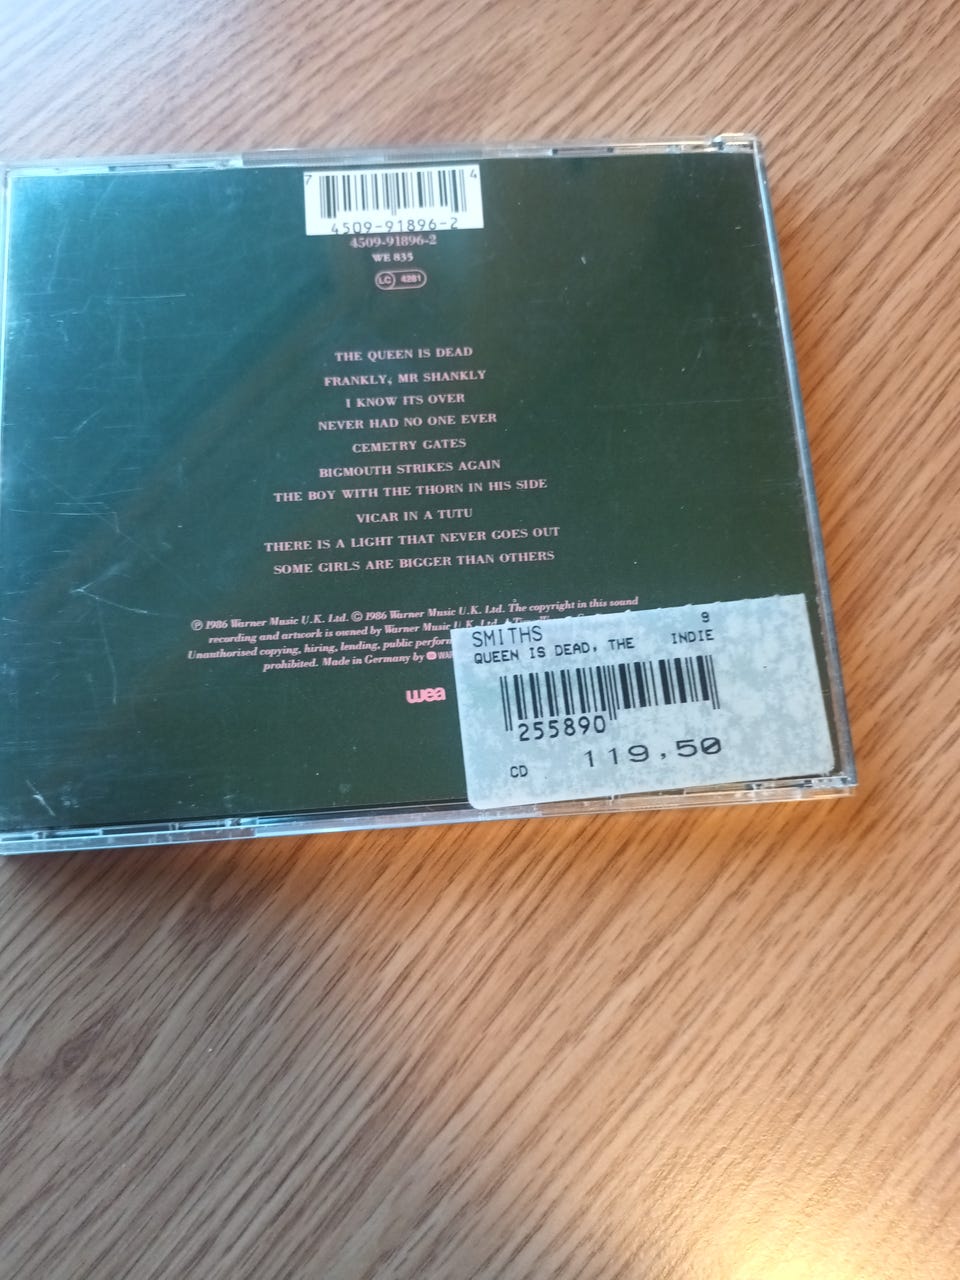 7 4
4509-91896-2
4509-91896-2
WE 835
LC 4281
THE QUEEN IS DEAD
FRANKLY, MR SHANKLY
I KNOW ITS OVER
NEVER HAD NO ONE EVER
CEMETRY GATES
BIGMOUTH STRIKES AGAIN
THE BOY WITH THE THORN IN HIS SIDE
VICAR IN A TUTU
THERE IS A LIGHT THAT NEVER GOES OUT
SOME GIRLS ARE BIGGER THAN OTHERS
℗ 1986 Warner Music U.K. Ltd. © 1986 Warner Music U.K. Ltd. The copyright in this sound
recording and artwork is owned by Warner Music U.K. Ltd.
Unauthorised copying, hiring, lending, public
prohibited. Made in Germany by
wea
SMITHS 9
QUEEN IS DEAD, THE INDIE
255890
CD 119,50